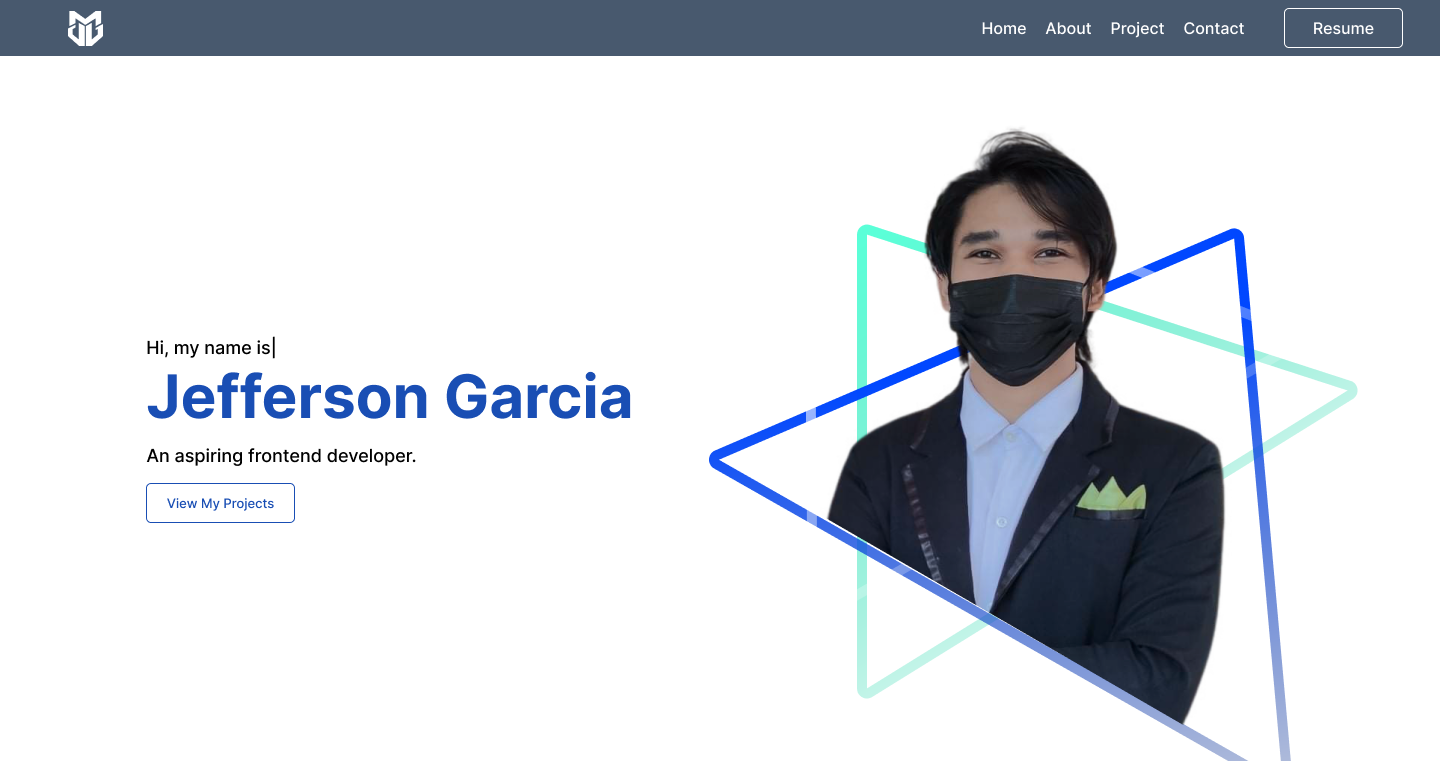 Home About Project Contact Resume
Hi, my name is|
Jefferson Garcia
An aspiring frontend developer.
View My Projects